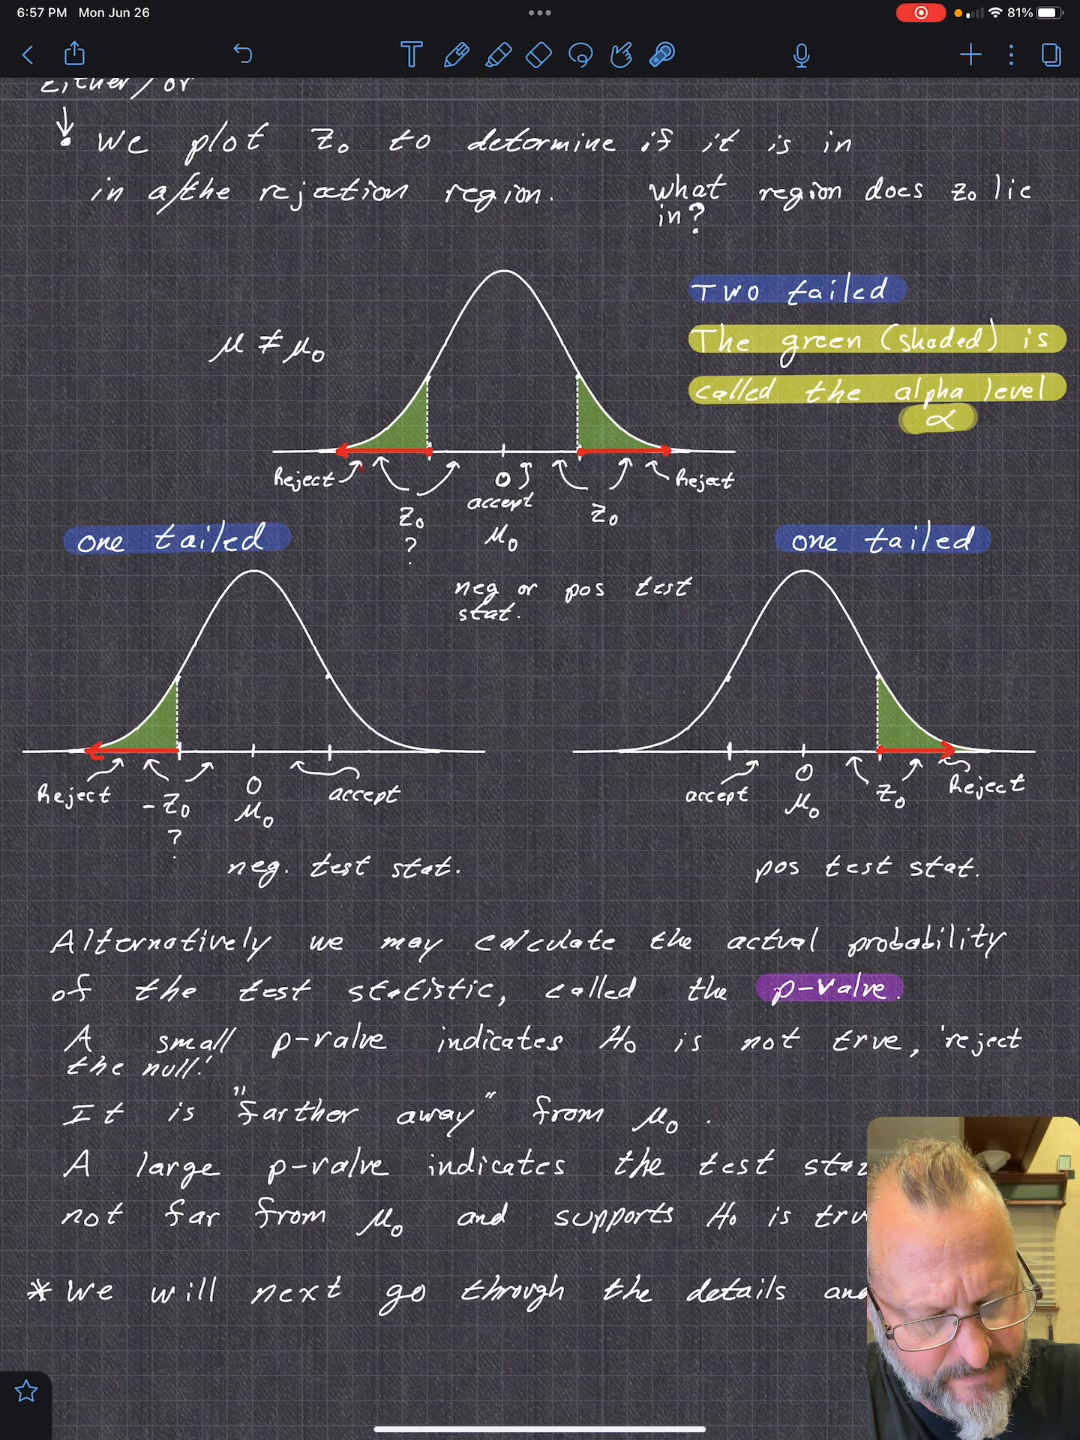 6:57 PM Mon Jun 26
81%
T
either/or
We plot Z₀ to determine if it is in
in a/the rejection region. what region does Z₀ lie
in?
Two tailed
μ ≠ μ₀
The green (shaded) is
called the alpha level
α
Reject
0
Reject
accept
Z₀
Z₀
?
μ₀
one tailed
one tailed
neg or pos test
stat.
Reject
-Z₀
?
0
μ₀
accept
accept
0
μ₀
Z₀
Reject
neg. test stat.
pos test stat.
Alternatively we may calculate the actual probability
of the test statistic, called the p-value.
A small p-value indicates H₀ is not true, 'reject
the null.'
It is "farther away" from μ₀.
A large p-value indicates the test
not far from μ₀ and supports H₀ is
* We will next go through the details